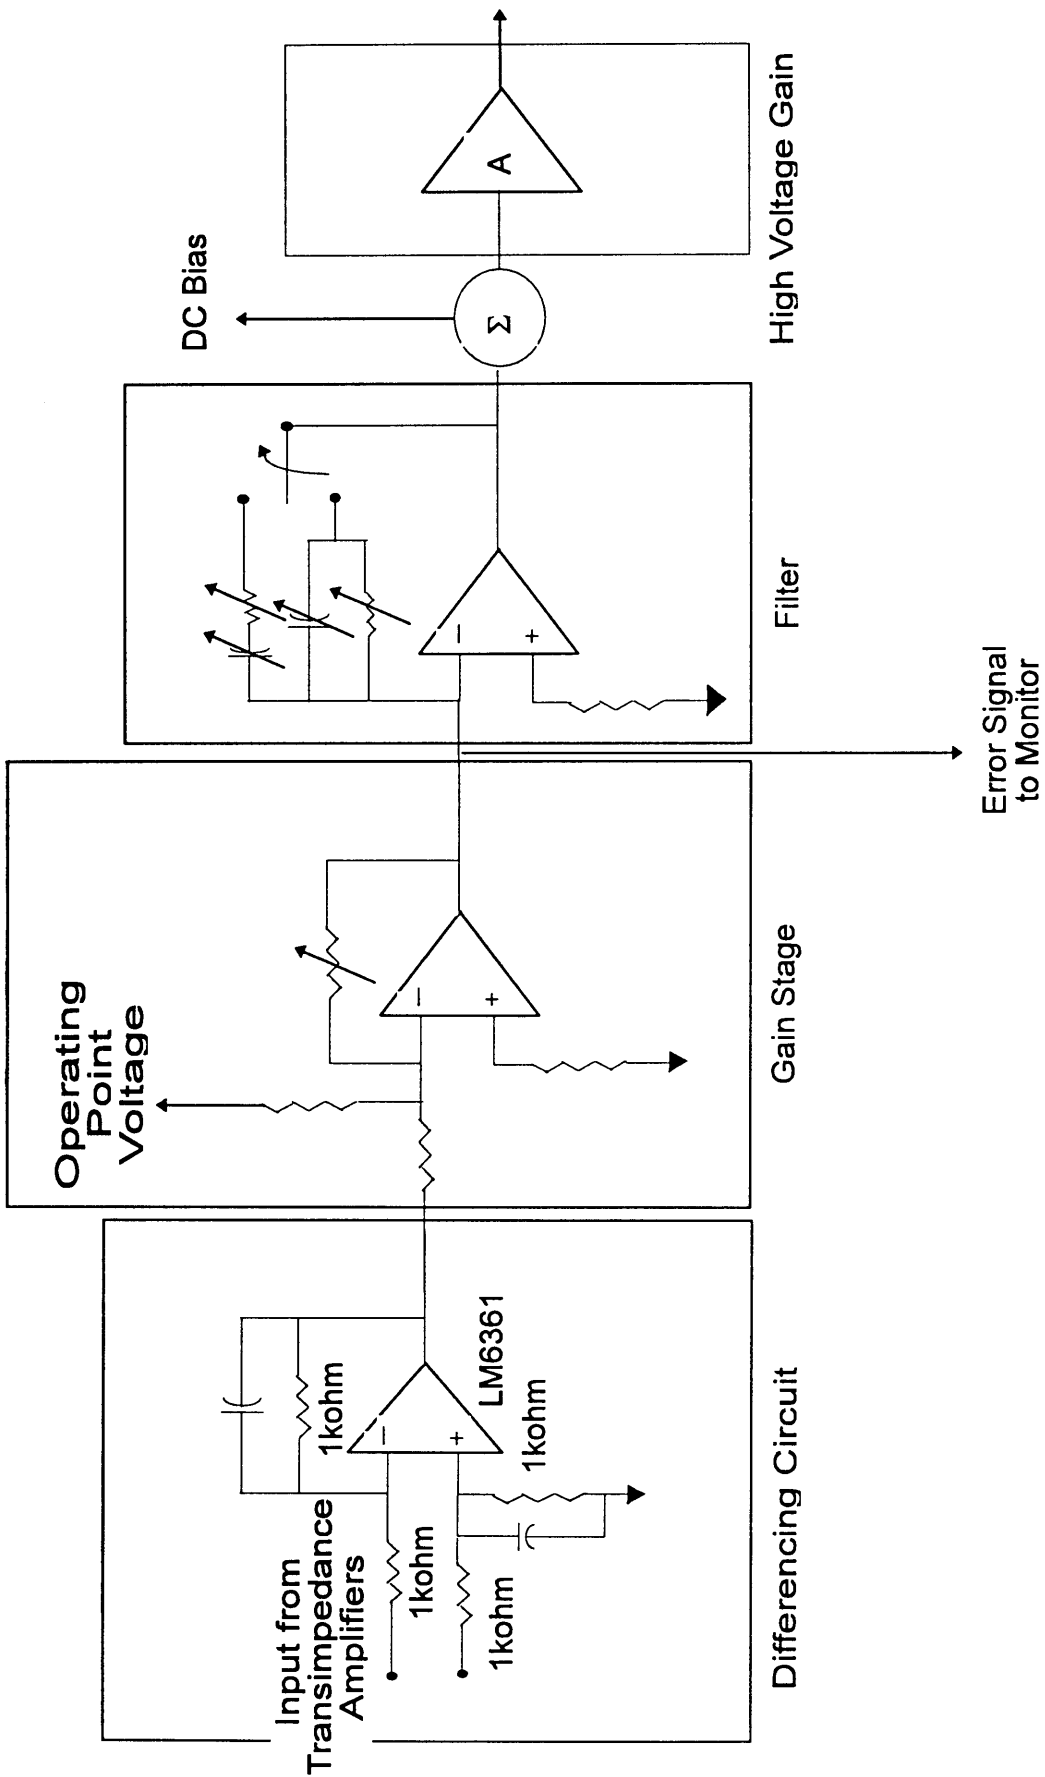 Input from
Transimpedance
Amplifiers
1kohm
1kohm
1kohm
1kohm
−
+
LM6361
Differencing Circuit
Operating
Point
Voltage
−
+
Gain Stage
Error Signal
to Monitor
−
+
Filter
DC Bias
Σ
A
High Voltage Gain